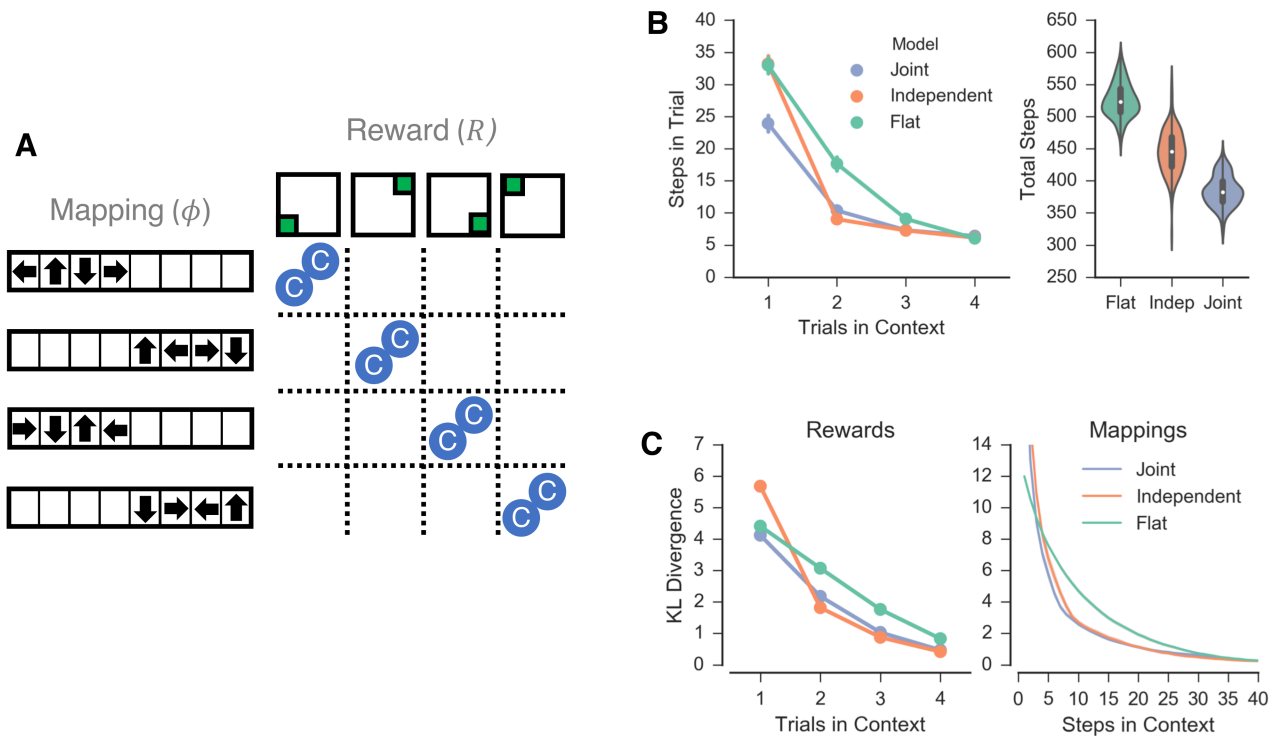 A
Reward (R)
Mapping (ϕ)
C
C
C
C
C
C
C
C
B
40
35
30
25
20
15
10
5
0
Steps in Trial
Model
Joint
Independent
Flat
1 2 3 4
Trials in Context
650
600
550
500
450
400
350
300
250
Total Steps
Flat Indep Joint
C
Rewards
7
6
5
4
3
2
1
0
KL Divergence
1 2 3 4
Trials in Context
Mappings
14
12
10
8
6
4
2
0
Joint
Independent
Flat
0 5 10 15 20 25 30 35 40
Steps in Context